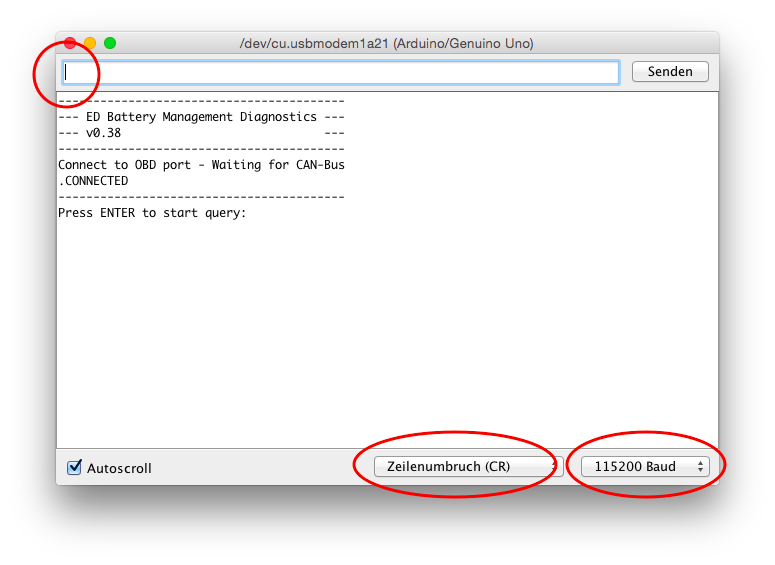 /dev/cu.usbmodem1a21 (Arduino/Genuino Uno)
Senden
-----------------------------------------
--- ED Battery Management Diagnostics ---
--- v0.38                             ---
-----------------------------------------
Connect to OBD port - Waiting for CAN-Bus
.CONNECTED
-----------------------------------------
Press ENTER to start query:
Autoscroll
Zeilenumbruch (CR)
115200 Baud